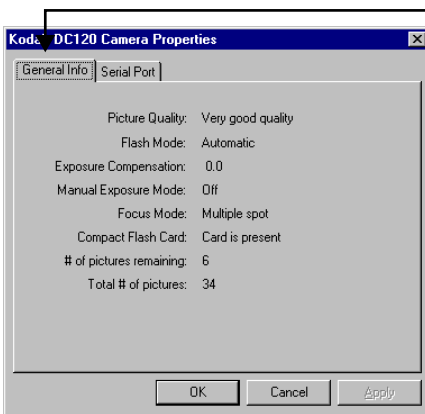 Kodak DC120 Camera Properties
General Info Serial Port
Picture Quality: Very good quality
Flash Mode: Automatic
Exposure Compensation: 0.0
Manual Exposure Mode: Off
Focus Mode: Multiple spot
Compact Flash Card: Card is present
# of pictures remaining: 6
Total # of pictures: 34
OK Cancel Apply